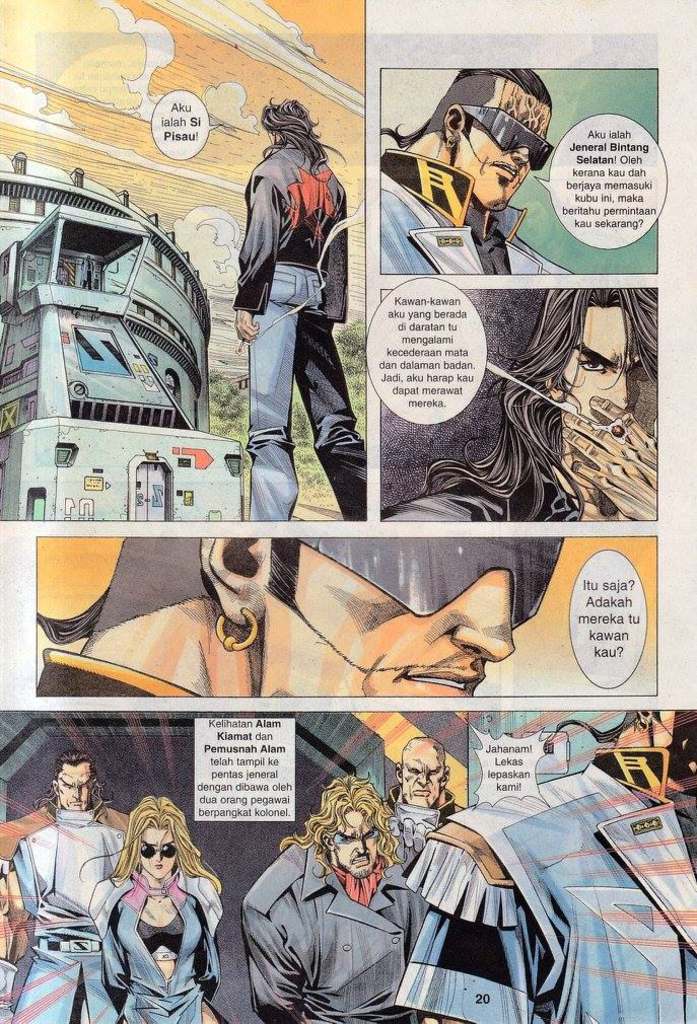 Aku
ialah Si
Pisau!
Aku ialah
Jeneral Bintang
Selatan! Oleh
kerana kau dah
berjaya memasuki
kubu ini, maka
beritahu permintaan
kau sekarang?
Kawan-kawan
aku yang berada
di daratan tu
mengalami
kecederaan mata
dan dalaman badan.
Jadi, aku harap kau
dapat merawat
mereka.
Z
Itu saja?
Adakah
mereka tu
kawan
kau?
Kelihatan Alam
Kiamat dan
Pemusnah Alam
telah tampil ke
pentas jeneral
dengan dibawa oleh
dua orang pegawai
berpangkat kolonel.
Jahanam!
Lekas
lepaskan
kami!
20